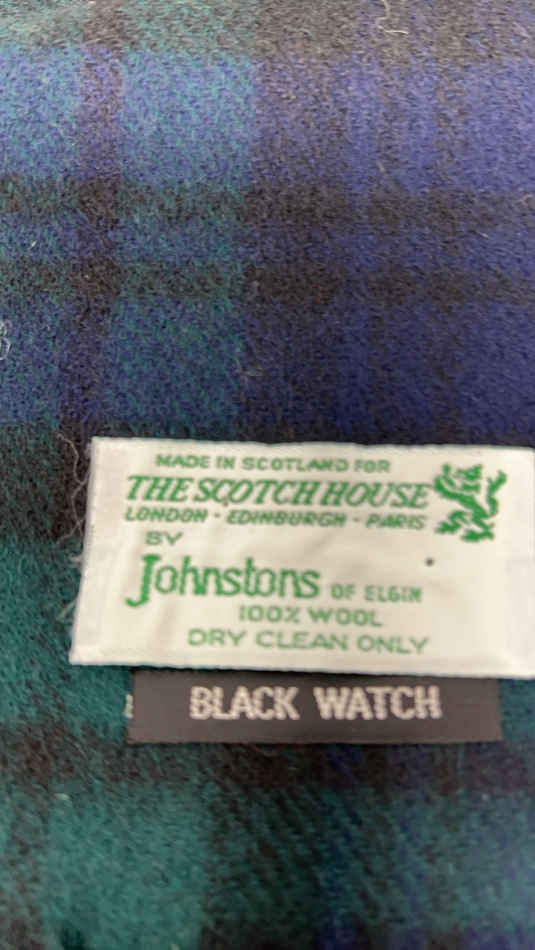 MADE IN SCOTLAND FOR
THE SCOTCH HOUSE
LONDON - EDINBURGH - PARIS
BY
Johnstons OF ELGIN
100% WOOL
DRY CLEAN ONLY
BLACK WATCH